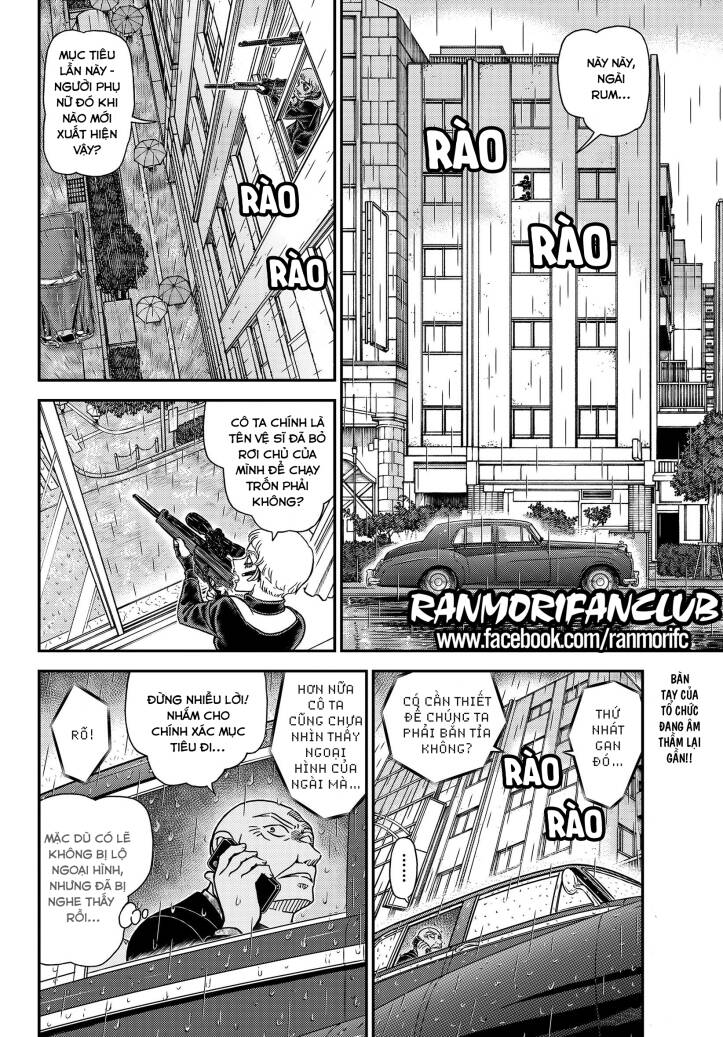 NÀY NÀY,
NGÀI
RUM...
RÀO
RÀO
RANMORIFANCLUB
www.facebook.com/ranmorifc
MỤC TIÊU
LẦN NÀY -
NGƯỜI PHỤ
NỮ ĐÓ KHI
NÀO MỚI
XUẤT HIỆN
VẬY?
RÀO
RÀO
CÔ TA CHÍNH LÀ
TÊN VỆ SĨ ĐÃ BỎ
RƠI CHỦ CỦA
MÌNH ĐỂ CHẠY
TRỐN PHẢI
KHÔNG?
BÀN
TAY CỦA
TỔ CHỨC
ĐANG ÂM
THẦM LẠI
GẦN!!
THỨ
NHẤT
GAN
ĐÓ...
CÓ CẦN THIẾT
ĐỂ CHÚNG TA
PHẢI BẮN TỈA
KHÔNG?
RÀO
RÀO
......
HƠN NỮA
CÔ TA
CŨNG CHƯA
NHÌN THẤY
NGOẠI
HÌNH CỦA
NGÀI MÀ...
ĐỪNG NHIỀU LỜI!
NHẮM CHO
CHÍNH XÁC MỤC
TIÊU ĐI...
RÕ!
MẶC DÙ CÓ LẼ
KHÔNG BỊ LỘ
NGOẠI HÌNH,
NHƯNG ĐÃ BỊ
NGHE THẤY
RỒI...